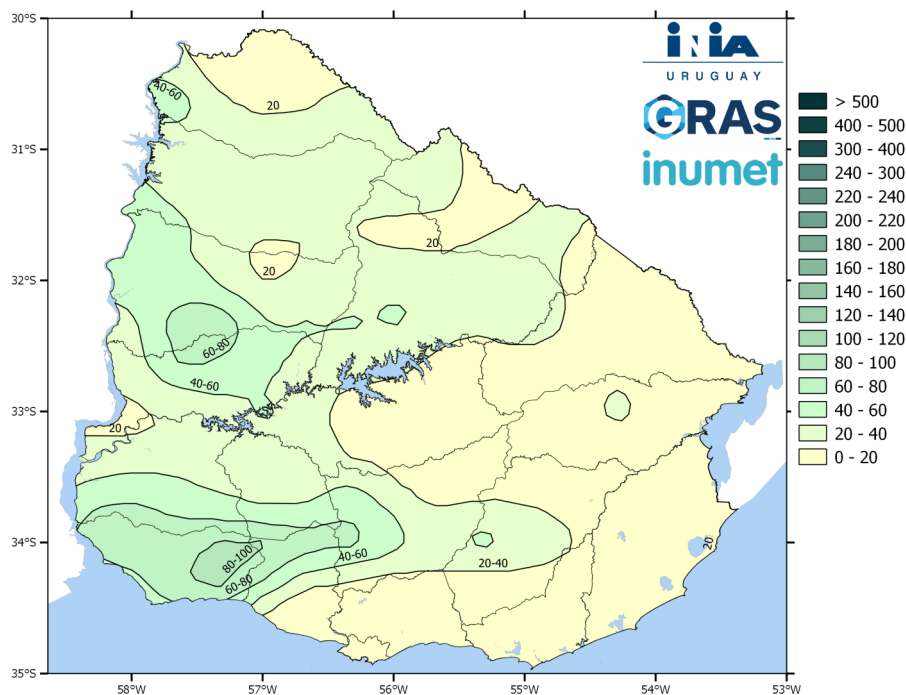 30°S
31°S
32°S
33°S
34°S
35°S
58°W
57°W
56°W
55°W
54°W
53°W
40-60
20
20
20
60-80
40-60
20
80-100
60-80
40-60
20-40
20
INIA
URUGUAY
GRAS
inumet
> 500
400 - 500
300 - 400
240 - 300
220 - 240
200 - 220
180 - 200
160 - 180
140 - 160
120 - 140
100 - 120
80 - 100
60 - 80
40 - 60
20 - 40
0 - 20